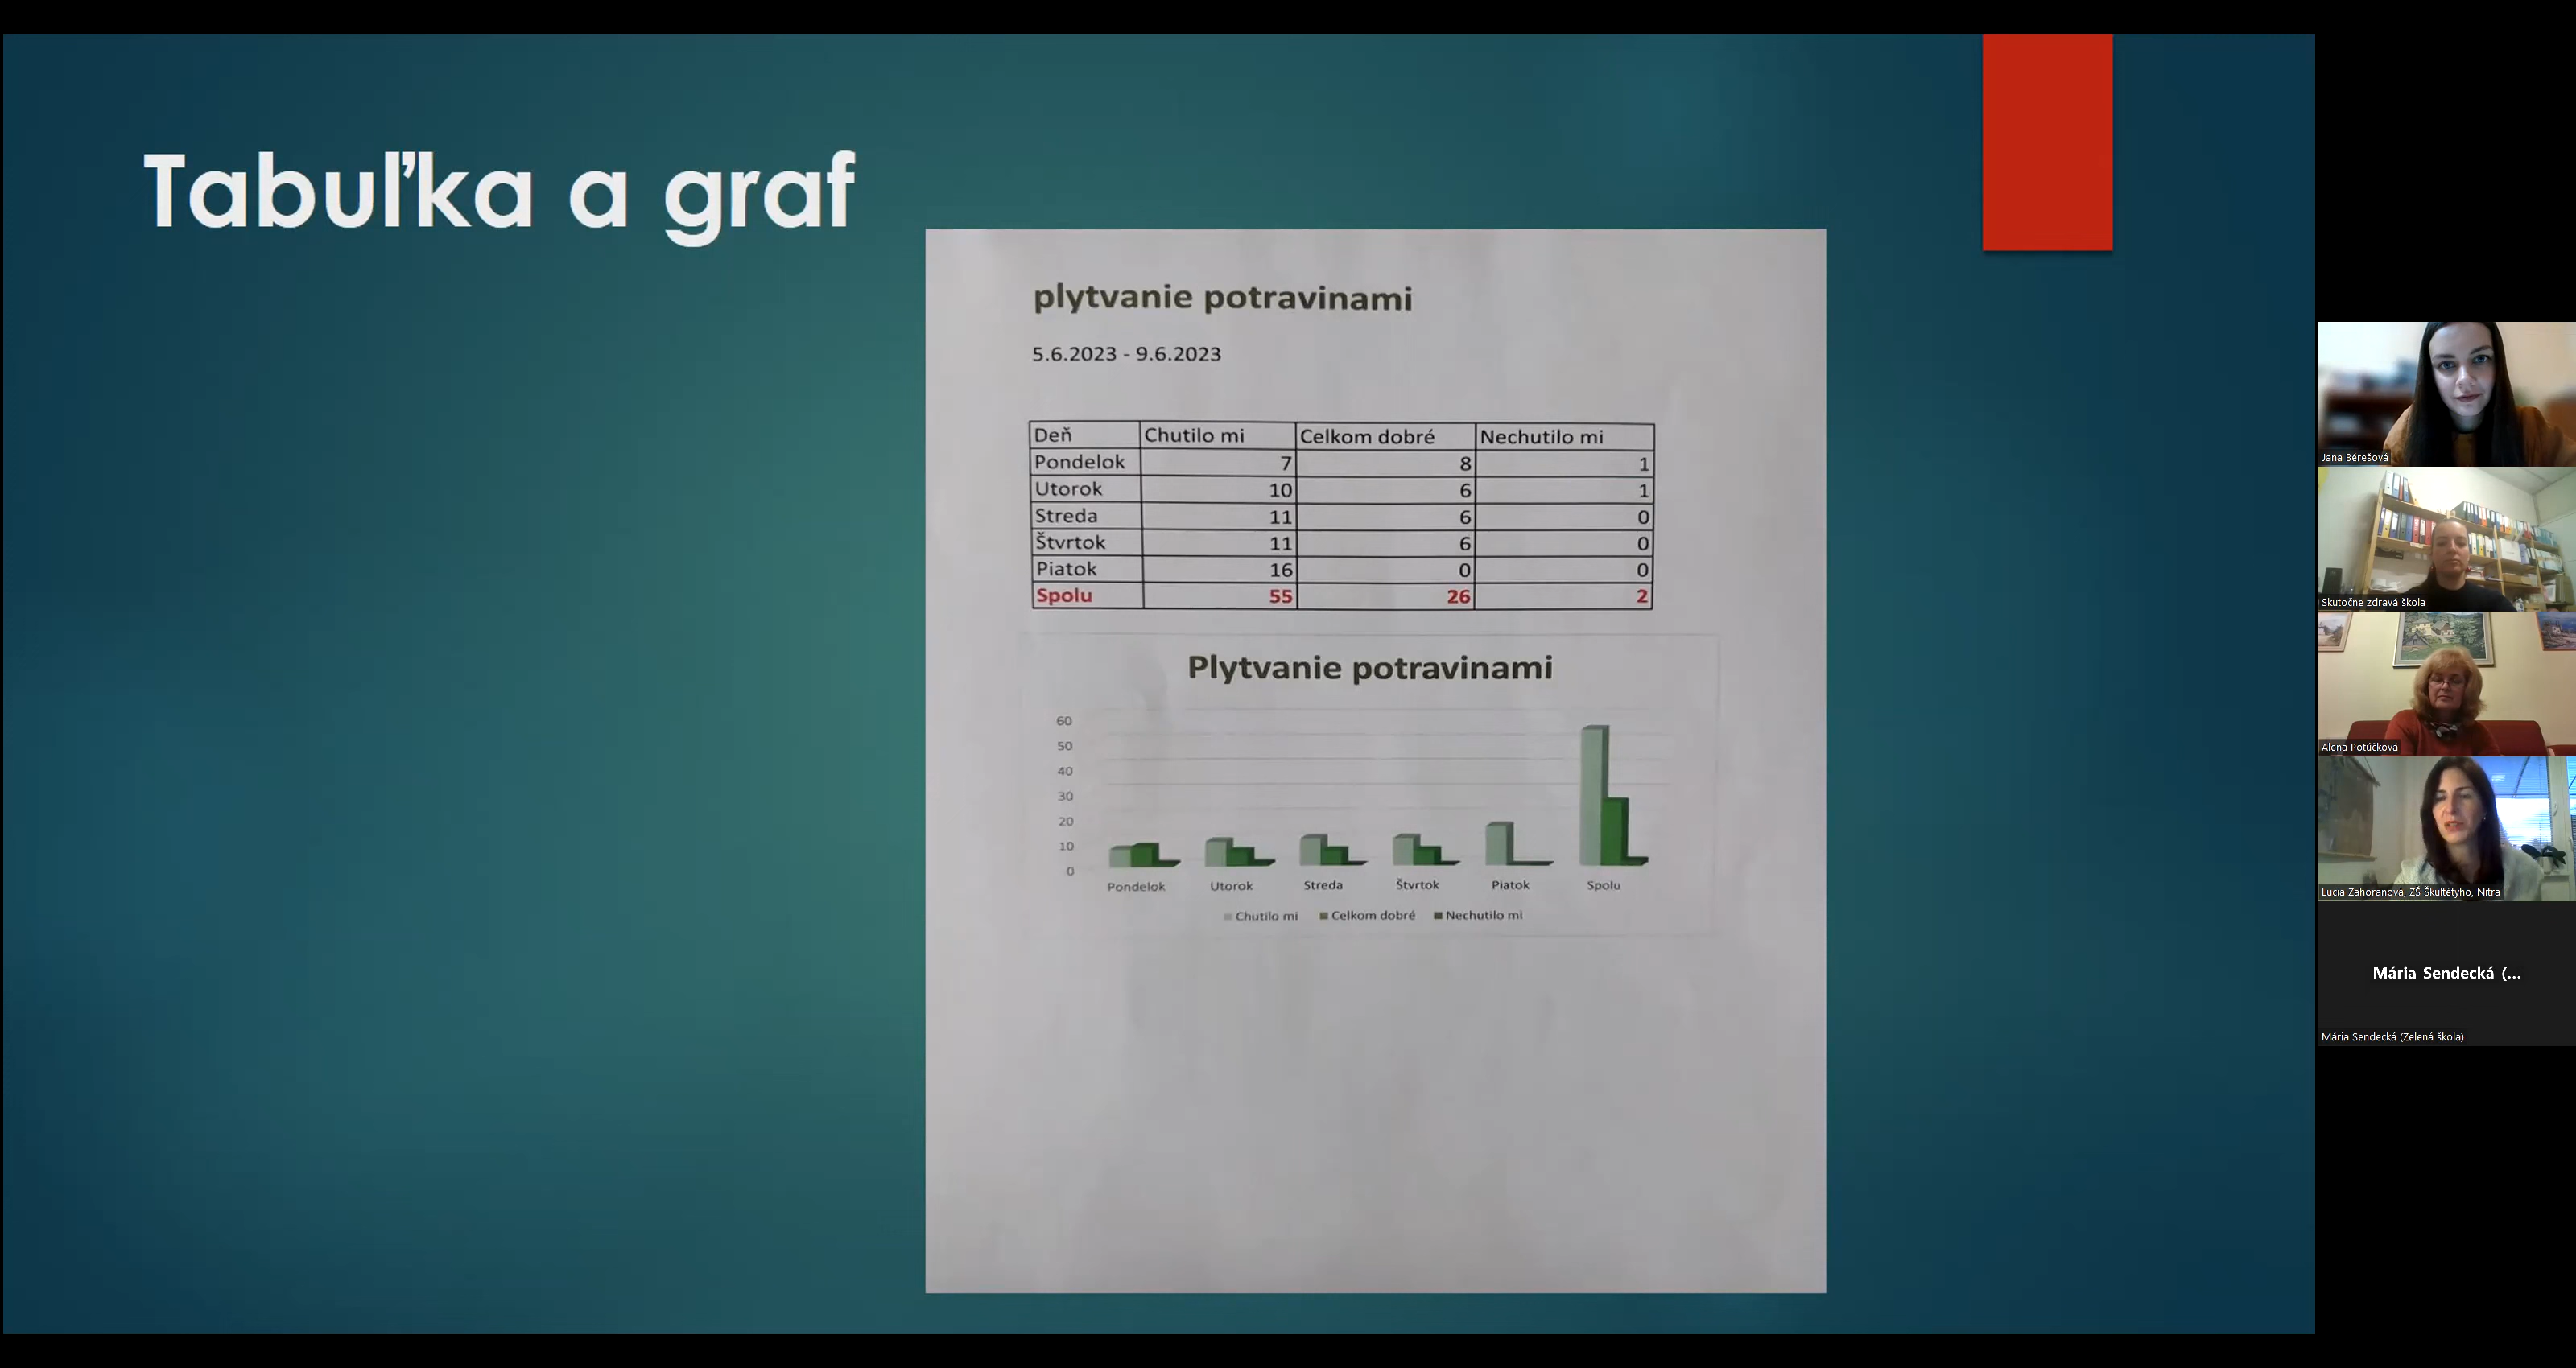 Tabuľka a graf
plytvanie potravinami
5.6.2023 - 9.6.2023
Deň Chutilo mi Celkom dobré Nechutilo mi
Pondelok 7 8 1
Utorok 10 6 1
Streda 11 6 0
Štvrtok 11 6 0
Piatok 16 0 0
Spolu 55 26 2
Plytvanie potravinami
60
50
40
30
20
10
0
Pondelok Utorok Streda Štvrtok Piatok Spolu
Chutilo mi Celkom dobré Nechutilo mi
Jana Bérešová
Skutočne zdravá škola
Alena Potúčková
Lucia Zahoranová, ZŠ Škultétyho, Nitra
Mária Sendecká (...
Mária Sendecká (Zelená škola)